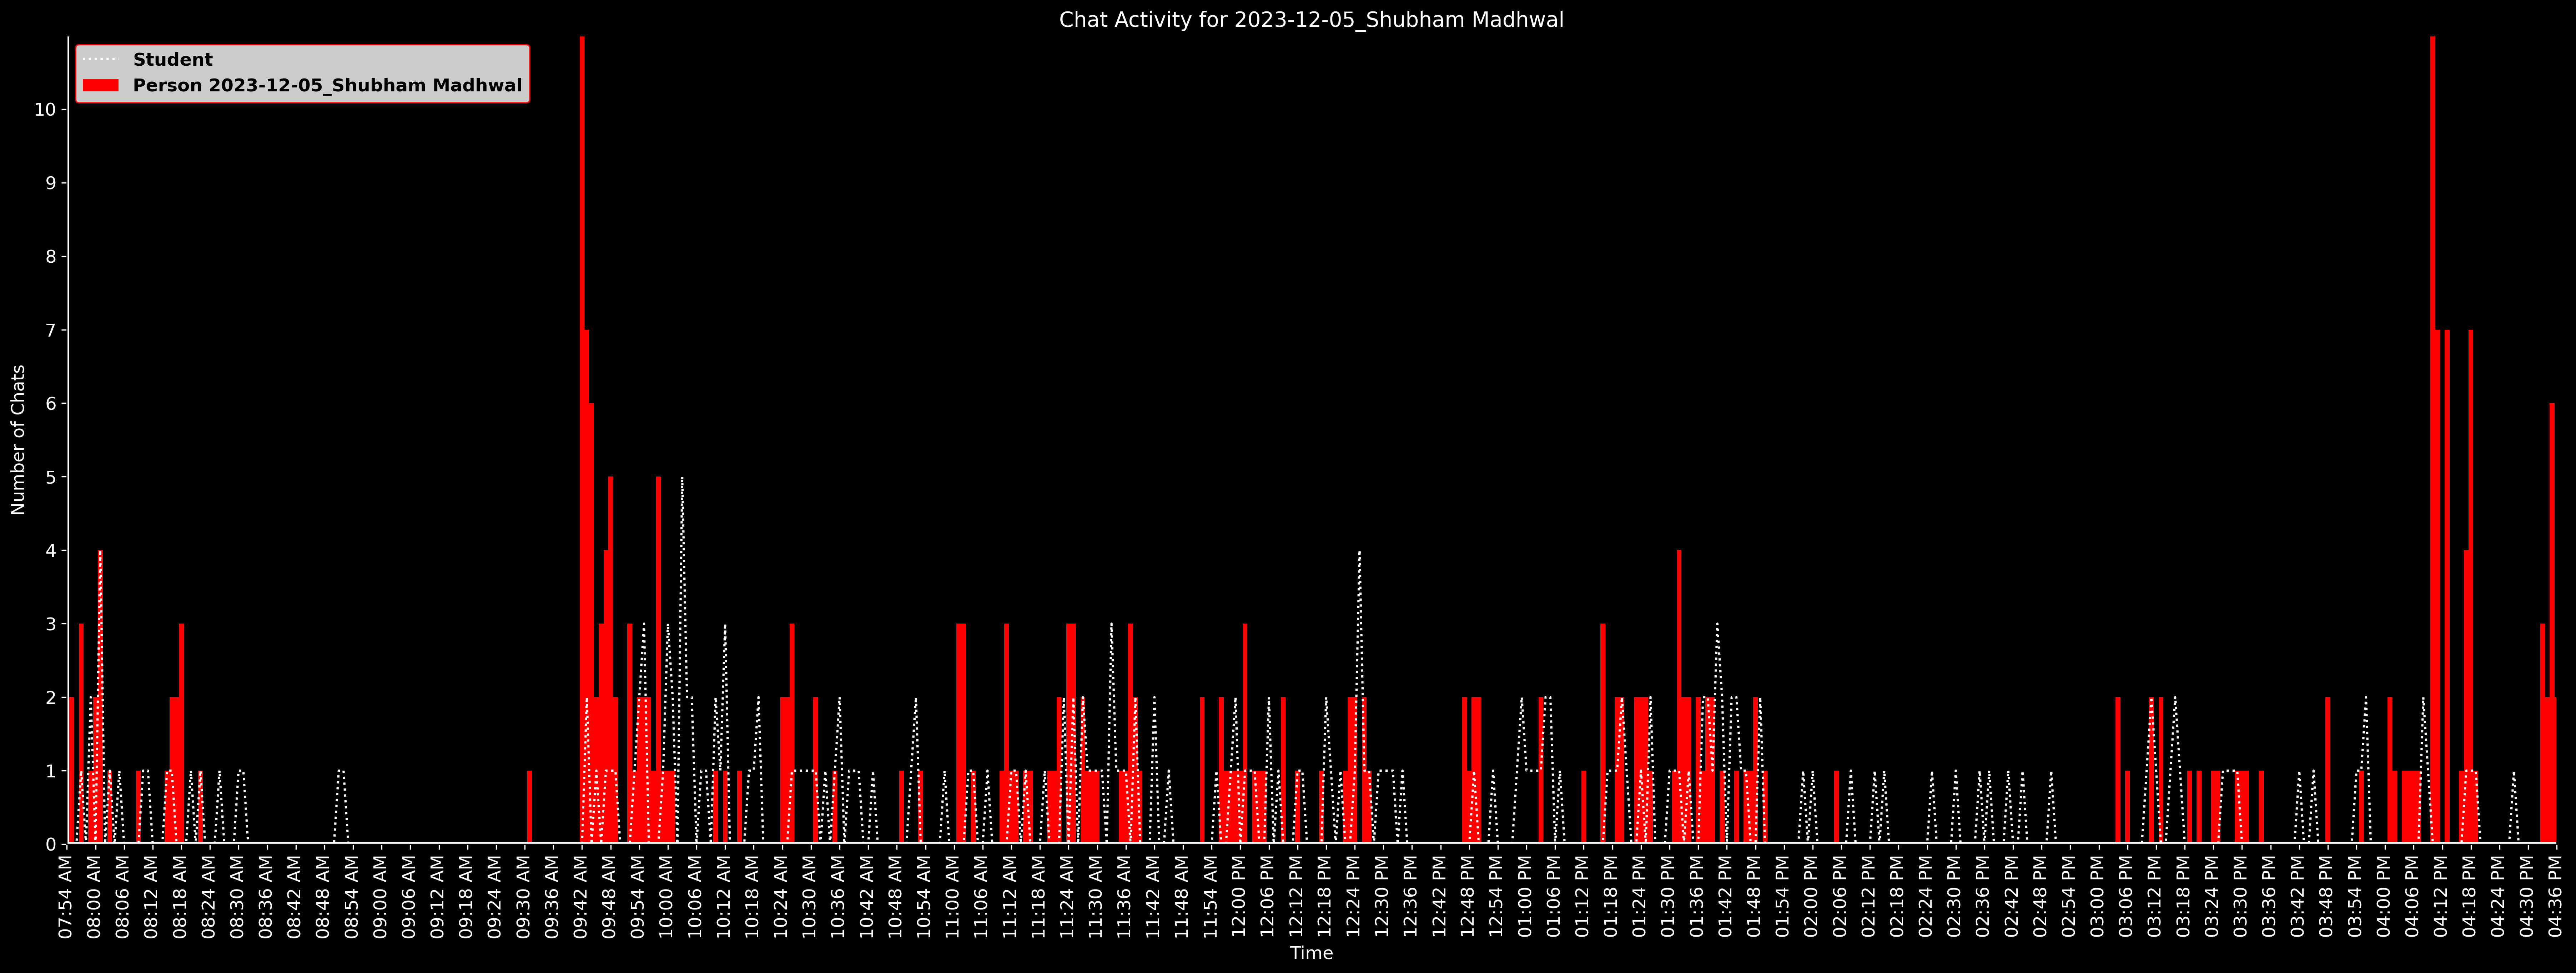 Chat Activity for 2023-12-05_Shubham Madhwal
Student
Person 2023-12-05_Shubham Madhwal
Number of Chats
10
9
8
7
6
5
4
3
2
1
0
07:54 AM
08:00 AM
08:06 AM
08:12 AM
08:18 AM
08:24 AM
08:30 AM
08:36 AM
08:42 AM
08:48 AM
08:54 AM
09:00 AM
09:06 AM
09:12 AM
09:18 AM
09:24 AM
09:30 AM
09:36 AM
09:42 AM
09:48 AM
09:54 AM
10:00 AM
10:06 AM
10:12 AM
10:18 AM
10:24 AM
10:30 AM
10:36 AM
10:42 AM
10:48 AM
10:54 AM
11:00 AM
11:06 AM
11:12 AM
11:18 AM
11:24 AM
11:30 AM
11:36 AM
11:42 AM
11:48 AM
11:54 AM
12:00 PM
12:06 PM
12:12 PM
12:18 PM
12:24 PM
12:30 PM
12:36 PM
12:42 PM
12:48 PM
12:54 PM
01:00 PM
01:06 PM
01:12 PM
01:18 PM
01:24 PM
01:30 PM
01:36 PM
01:42 PM
01:48 PM
01:54 PM
02:00 PM
02:06 PM
02:12 PM
02:18 PM
02:24 PM
02:30 PM
02:36 PM
02:42 PM
02:48 PM
02:54 PM
03:00 PM
03:06 PM
03:12 PM
03:18 PM
03:24 PM
03:30 PM
03:36 PM
03:42 PM
03:48 PM
03:54 PM
04:00 PM
04:06 PM
04:12 PM
04:18 PM
04:24 PM
04:30 PM
04:36 PM
Time